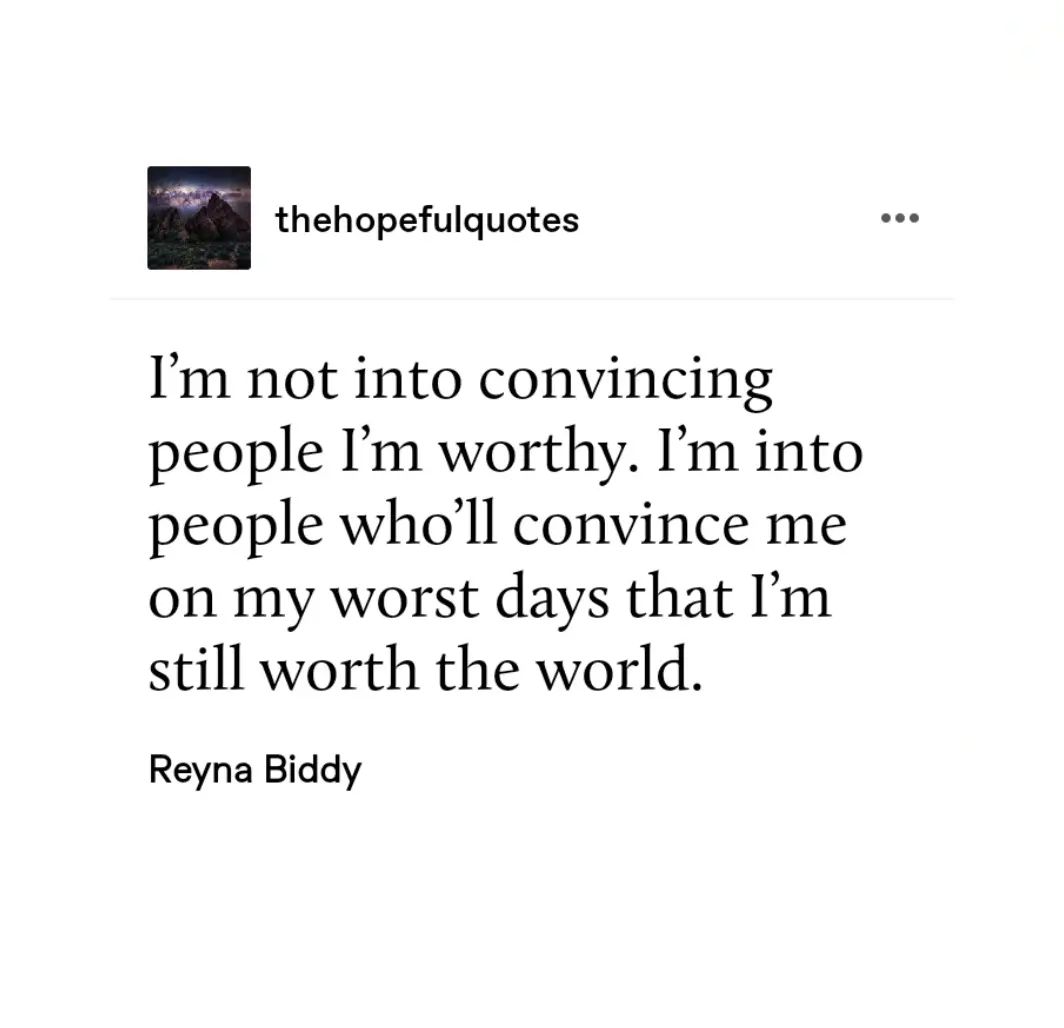 thehopefulquotes
I’m not into convincing
people I’m worthy. I’m into
people who’ll convince me
on my worst days that I’m
still worth the world.
Reyna Biddy